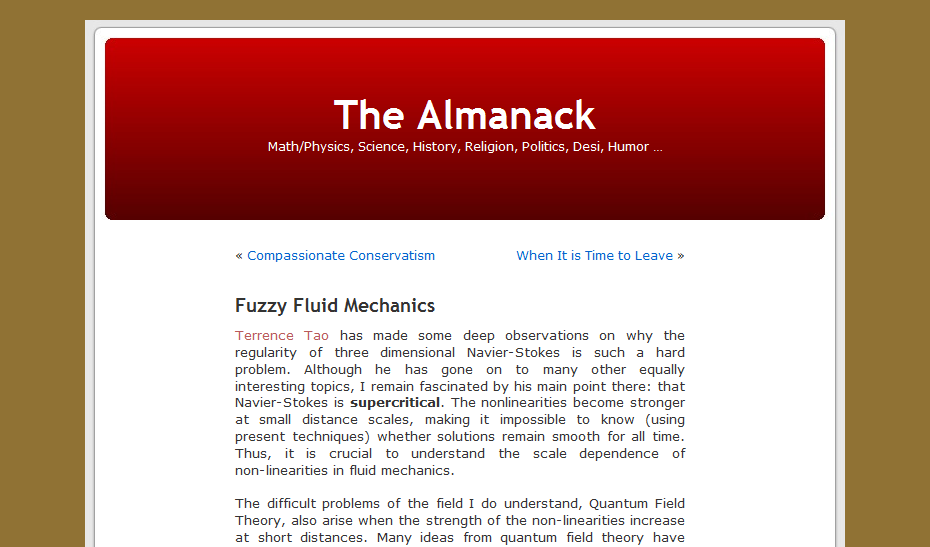 The Almanack
Math/Physics, Science, History, Religion, Politics, Desi, Humor ...
« Compassionate Conservatism
When It is Time to Leave »
Fuzzy Fluid Mechanics
Terrence Tao has made some deep observations on why the
regularity of three dimensional Navier-Stokes is such a hard
problem. Although he has gone on to many other equally
interesting topics, I remain fascinated by his main point there: that
Navier-Stokes is supercritical. The nonlinearities become stronger
at small distance scales, making it impossible to know (using
present techniques) whether solutions remain smooth for all time.
Thus, it is crucial to understand the scale dependence of
non-linearities in fluid mechanics.
The difficult problems of the field I do understand, Quantum Field
Theory, also arise when the strength of the non-linearities increase
at short distances. Many ideas from quantum field theory have